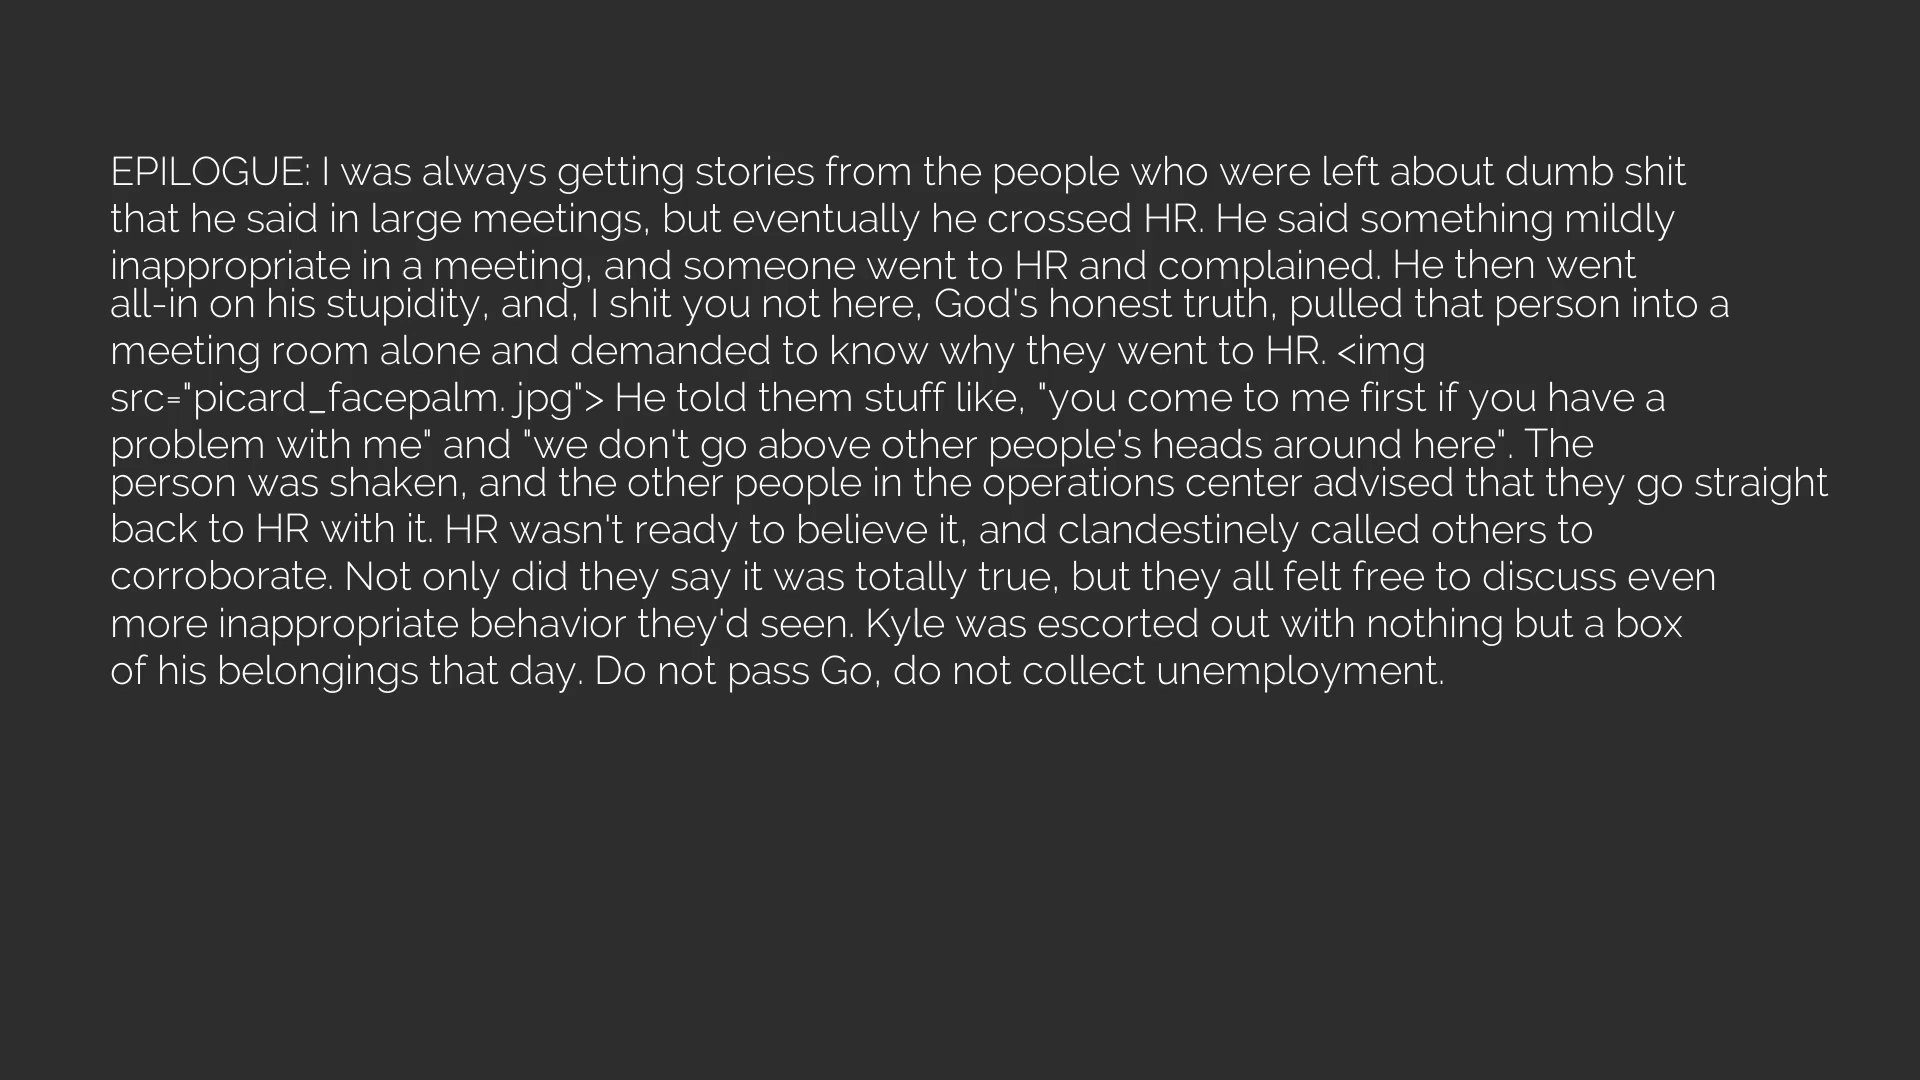 EPILOGUE: I was always getting stories from the people who were left about dumb shit
that he said in large meetings, but eventually he crossed HR. He said something mildly
inappropriate in a meeting, and someone went to HR and complained. He then went
all-in on his stupidity, and, I shit you not here, God's honest truth, pulled that person into a
meeting room alone and demanded to know why they went to HR. <img
src="picard_facepalm. jpg"> He told them stuff like, "you come to me first if you have a
problem with me" and "we don't go above other people's heads around here". The
person was shaken, and the other people in the operations center advised that they go straight
back to HR with it. HR wasn't ready to believe it, and clandestinely called others to
corroborate. Not only did they say it was totally true, but they all felt free to discuss even
more inappropriate behavior they'd seen. Kyle was escorted out with nothing but a box
of his belongings that day. Do not pass Go, do not collect unemployment.